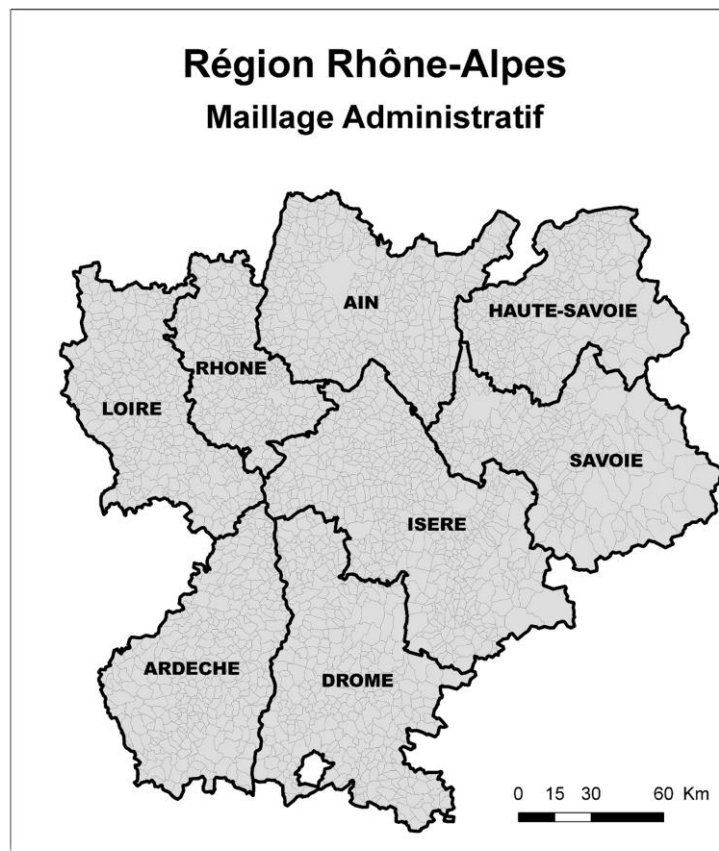 Région Rhône-Alpes
Maillage Administratif
AIN
HAUTE-SAVOIE
RHONE
LOIRE
SAVOIE
ISERE
ARDECHE
DROME
0 15 30 60 Km